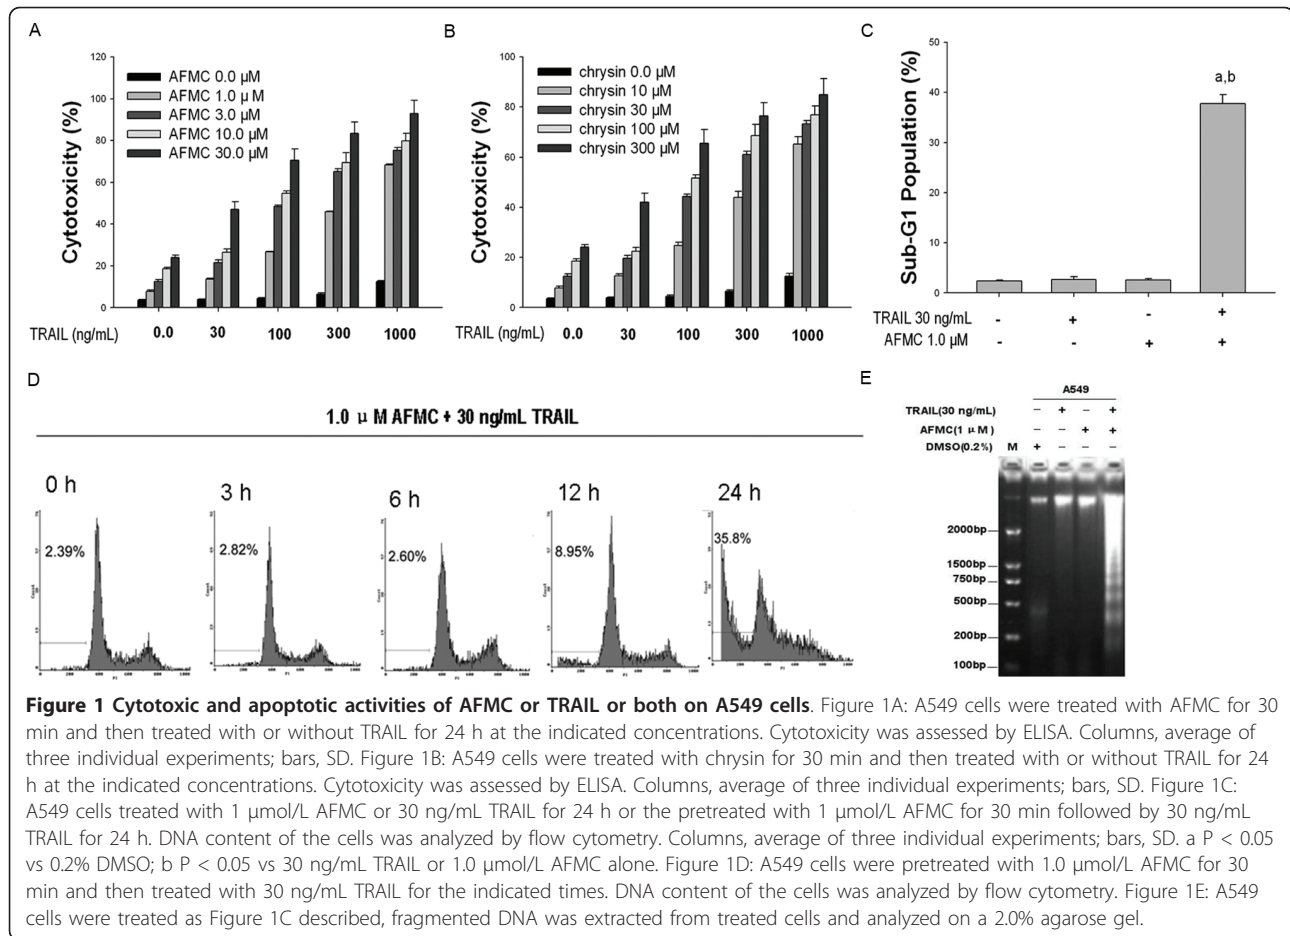 A
120
100
80
60
40
20
0
Cytotoxicity (%)
AFMC 0.0 µM
AFMC 1.0 µ M
AFMC 3.0 µM
AFMC 10.0 µM
AFMC 30.0 µM
TRAIL (ng/mL) 0.0 30 100 300 1000
B
100
80
60
40
20
0
Cytotoxicity (%)
chrysin 0.0 µM
chrysin 10 µM
chrysin 30 µM
chrysin 100 µM
chrysin 300 µM
TRAIL (ng/mL) 0.0 30 100 300 1000
C
50
40
30
20
10
0
Sub-G1 Population (%)
a,b
TRAIL 30 ng/mL - + - +
AFMC 1.0 µM - - + +
D
1.0 μ M AFMC + 30 ng/mL TRAIL
0 h
2.39%
3 h
2.82%
6 h
2.60%
12 h
8.95%
24 h
35.8%
E
A549
TRAIL(30 ng/mL) - + - +
AFMC(1 μ M) - - + +
DMSO(0.2%) M + - - -
2000bp
1500bp
750bp
500bp
200bp
100bp
Figure 1 Cytotoxic and apoptotic activities of AFMC or TRAIL or both on A549 cells. Figure 1A: A549 cells were treated with AFMC for 30
min and then treated with or without TRAIL for 24 h at the indicated concentrations. Cytotoxicity was assessed by ELISA. Columns, average of
three individual experiments; bars, SD. Figure 1B: A549 cells were treated with chrysin for 30 min and then treated with or without TRAIL for 24
h at the indicated concentrations. Cytotoxicity was assessed by ELISA. Columns, average of three individual experiments; bars, SD. Figure 1C:
A549 cells treated with 1 μmol/L AFMC or 30 ng/mL TRAIL for 24 h or the pretreated with 1 μmol/L AFMC for 30 min followed by 30 ng/mL
TRAIL for 24 h. DNA content of the cells was analyzed by flow cytometry. Columns, average of three individual experiments; bars, SD. a P < 0.05
vs 0.2% DMSO; b P < 0.05 vs 30 ng/mL TRAIL or 1.0 μmol/L AFMC alone. Figure 1D: A549 cells were pretreated with 1.0 μmol/L AFMC for 30
min and then treated with 30 ng/mL TRAIL for the indicated times. DNA content of the cells was analyzed by flow cytometry. Figure 1E: A549
cells were treated as Figure 1C described, fragmented DNA was extracted from treated cells and analyzed on a 2.0% agarose gel.